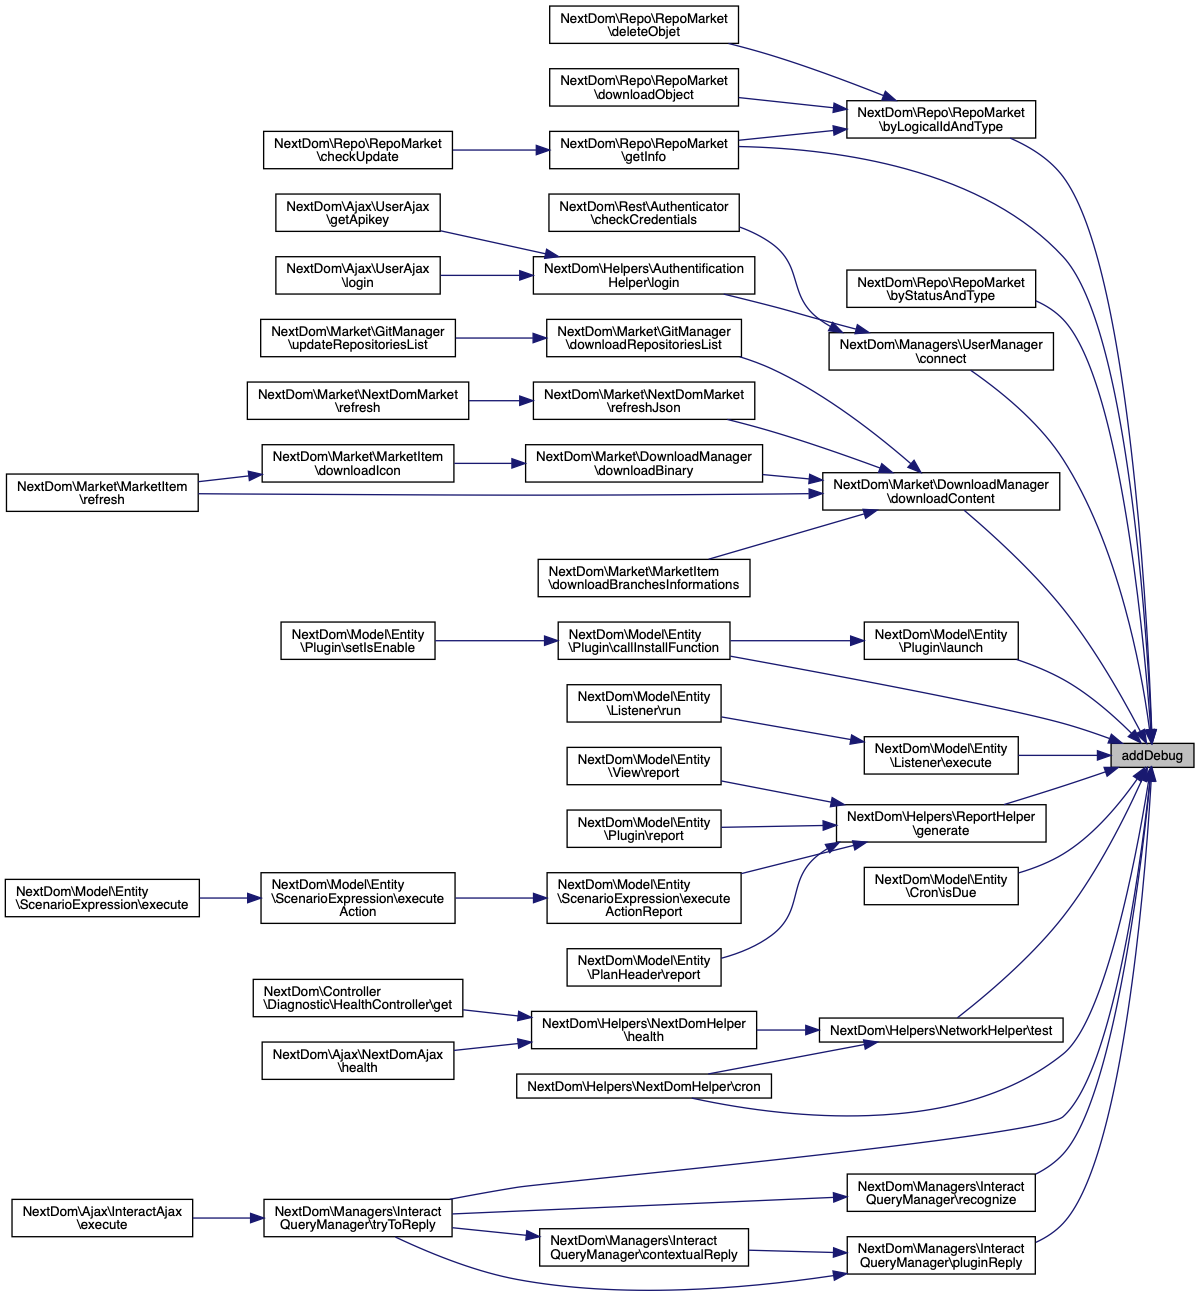 NextDom\Repo\RepoMarket
\deleteObjet
NextDom\Repo\RepoMarket
\downloadObject
NextDom\Repo\RepoMarket
\byLogicalIdAndType
NextDom\Repo\RepoMarket
\checkUpdate
NextDom\Repo\RepoMarket
\getInfo
NextDom\Ajax\UserAjax
\getApikey
NextDom\Rest\Authenticator
\checkCredentials
NextDom\Ajax\UserAjax
\login
NextDom\Helpers\Authentification
Helper\login
NextDom\Repo\RepoMarket
\byStatusAndType
NextDom\Market\GitManager
\updateRepositoriesList
NextDom\Market\GitManager
\downloadRepositoriesList
NextDom\Managers\UserManager
\connect
NextDom\Market\NextDomMarket
\refresh
NextDom\Market\NextDomMarket
\refreshJson
NextDom\Market\MarketItem
\refresh
NextDom\Market\MarketItem
\downloadIcon
NextDom\Market\DownloadManager
\downloadBinary
NextDom\Market\DownloadManager
\downloadContent
NextDom\Market\MarketItem
\downloadBranchesInformations
NextDom\Model\Entity
\Plugin\setIsEnable
NextDom\Model\Entity
\Plugin\callInstallFunction
NextDom\Model\Entity
\Plugin\launch
NextDom\Model\Entity
\Listener\run
NextDom\Model\Entity
\Listener\execute
addDebug
NextDom\Model\Entity
\View\report
NextDom\Model\Entity
\Plugin\report
NextDom\Helpers\ReportHelper
\generate
NextDom\Model\Entity
\ScenarioExpression\execute
NextDom\Model\Entity
\ScenarioExpression\execute
Action
NextDom\Model\Entity
\ScenarioExpression\execute
ActionReport
NextDom\Model\Entity
\Cron\isDue
NextDom\Model\Entity
\PlanHeader\report
NextDom\Controller
\Diagnostic\HealthController\get
NextDom\Helpers\NextDomHelper
\health
NextDom\Helpers\NetworkHelper\test
NextDom\Ajax\NextDomAjax
\health
NextDom\Helpers\NextDomHelper\cron
NextDom\Ajax\InteractAjax
\execute
NextDom\Managers\Interact
QueryManager\tryToReply
NextDom\Managers\Interact
QueryManager\recognize
NextDom\Managers\Interact
QueryManager\contextualReply
NextDom\Managers\Interact
QueryManager\pluginReply